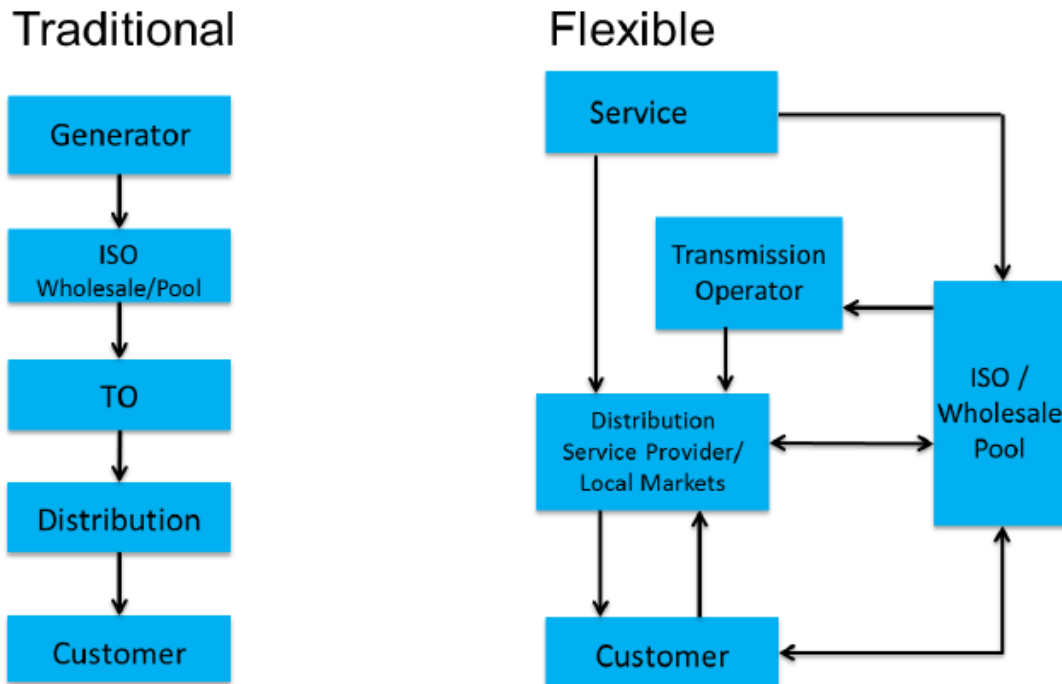 Traditional
Generator
ISO
Wholesale/Pool
TO
Distribution
Customer
Flexible
Service
Transmission
Operator
ISO /
Wholesale
Pool
Distribution
Service Provider/
Local Markets
Customer